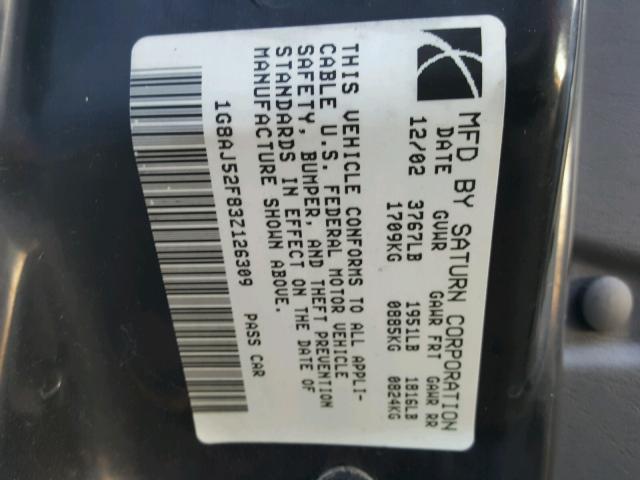 MFD BY SATURN CORPORATION
DATE GVWR GAWR FRT GAWR RR
12/02 3767LB 1951LB 1816LB
1709KG 0885KG 0824KG
THIS VEHICLE CONFORMS TO ALL APPLI-
CABLE U.S. FEDERAL MOTOR VEHICLE
SAFETY, BUMPER, AND THEFT PREVENTION
STANDARDS IN EFFECT ON THE DATE OF
MANUFACTURE SHOWN ABOVE.
1G8AJ52F83Z126309 PASS CAR